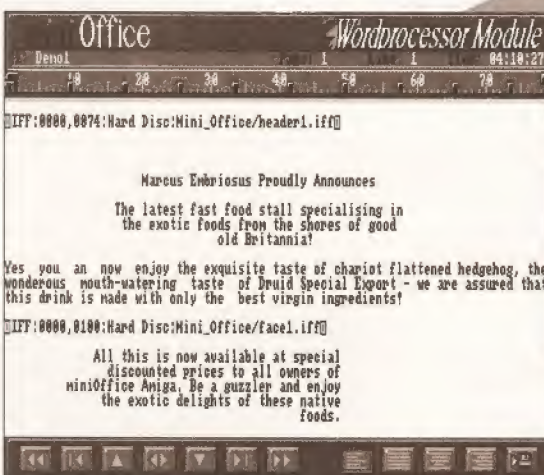 Office
Wordprocessor Module
Demo1 1 1 04:10:27
10 20 30 40 50 60 70
IFF:0000,0074:Hard Disc:Mini_Office/header1.iff
Marcus Embriosus Proudly Announces
The latest fast food stall specialising in
the exotic foods from the shores of good
old Britannia!
Yes you an now enjoy the exquisite taste of chariot flattened hedgehog, the
wonderous mouth-watering taste of Druid Special Export - we are assured that
this drink is made with only the best virgin ingredients!
IFF:0000,0100:Hard Disc:Mini_Office/face1.iff
All this is now available at special
discounted prices to all owners of
miniOffice Amiga. Be a guzzler and enjoy
the exotic delights of these native
foods.